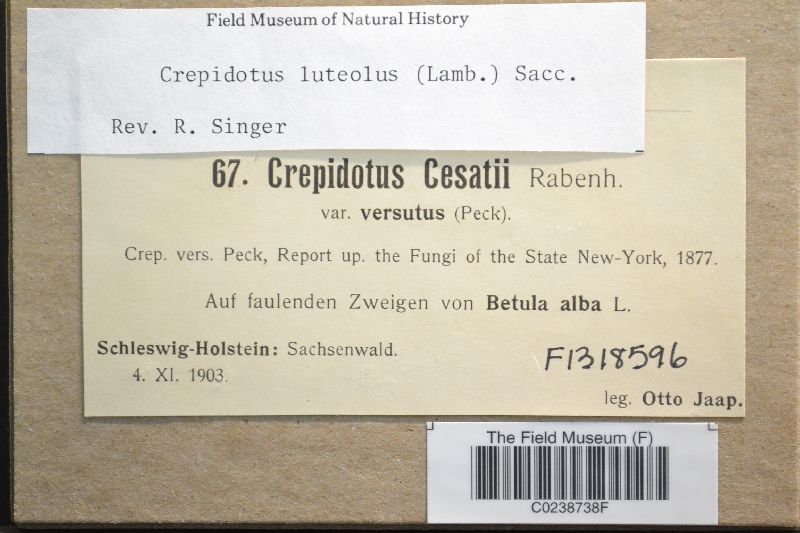 Field Museum of Natural History
Crepidotus luteolus (Lamb.) Sacc.
Rev. R. Singer
67. Crepidotus Cesatii Rabenh.
var. versutus (Peck).
Crep. vers. Peck, Report up. the Fungi of the State New-York, 1877.
Auf faulenden Zweigen von Betula alba L.
Schleswig-Holstein: Sachsenwald.
4. XI. 1903.
F1318596
leg. Otto Jaap.
The Field Museum (F)
C0238738F